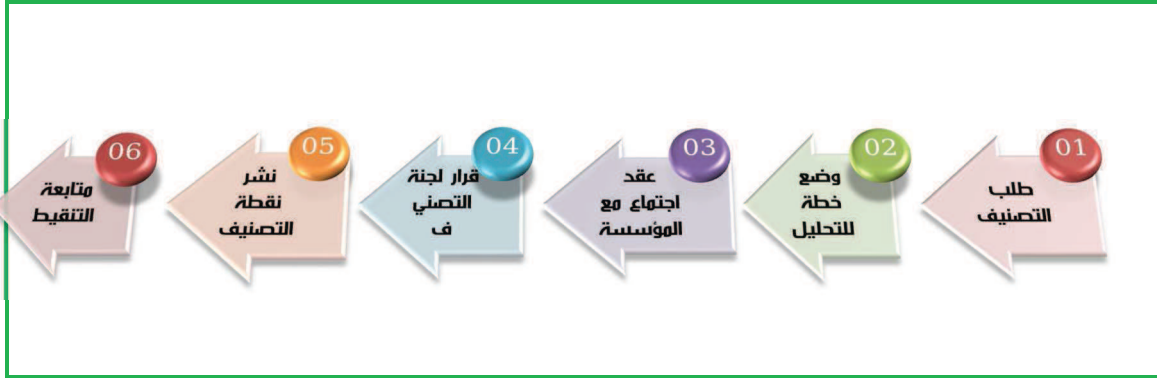 01
طلب
التصنيف
02
وضع
خطة
للتحليل
03
عقد
اجتماع مع
المؤسسة
04
قرار لجنة
التصني
ف
05
نشر
نقطة
التصنيف
06
متابعة
التنقيط